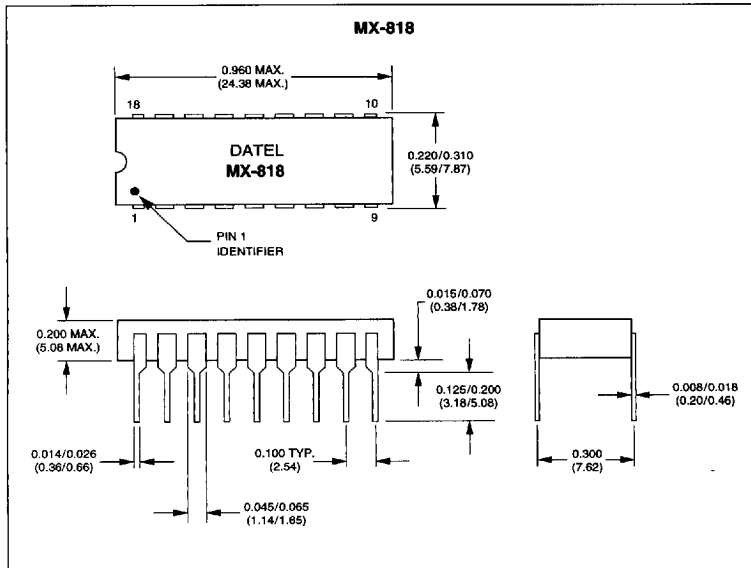 MX-818
0.960 MAX.
(24.38 MAX.)
18
10
DATEL
MX-818
0.220/0.310
(5.59/7.87)
1
9
PIN 1
IDENTIFIER
0.015/0.070
(0.38/1.78)
0.200 MAX.
(5.08 MAX.)
0.125/0.200
(3.18/5.08)
0.008/0.018
(0.20/0.46)
0.014/0.026
(0.36/0.66)
0.100 TYP.
(2.54)
0.300
(7.62)
0.045/0.065
(1.14/1.65)